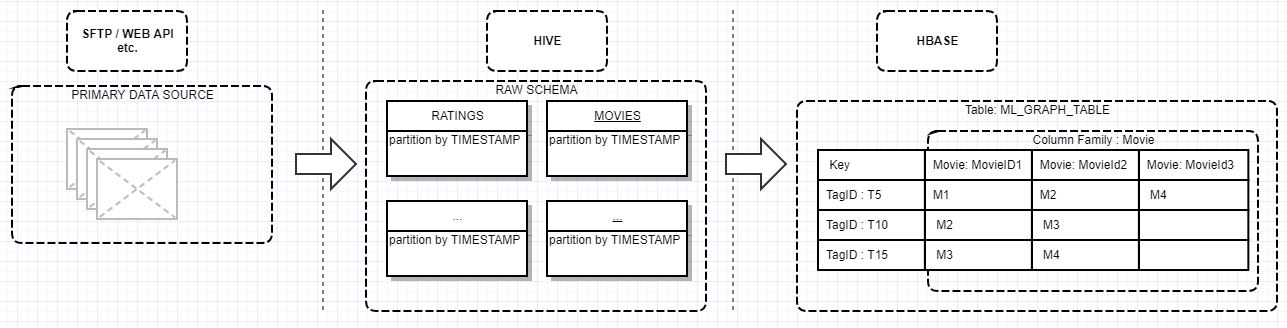 SFTP / WEB API
etc.
HIVE
HBASE
PRIMARY DATA SOURCE
RAW SCHEMA
RATINGS
partition by TIMESTAMP
MOVIES
partition by TIMESTAMP
...
partition by TIMESTAMP
...
partition by TIMESTAMP
Table: ML_GRAPH_TABLE
Column Family : Movie
Key Movie: MovieID1 Movie: MovieId2 Movie: MovieId3
TagID : T5 M1 M2 M4
TagID : T10 M2 M3
TagID : T15 M3 M4